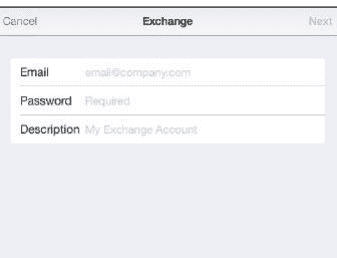 Cancel Exchange Next
Email email@company.com
Password Required
Description My Exchange Account